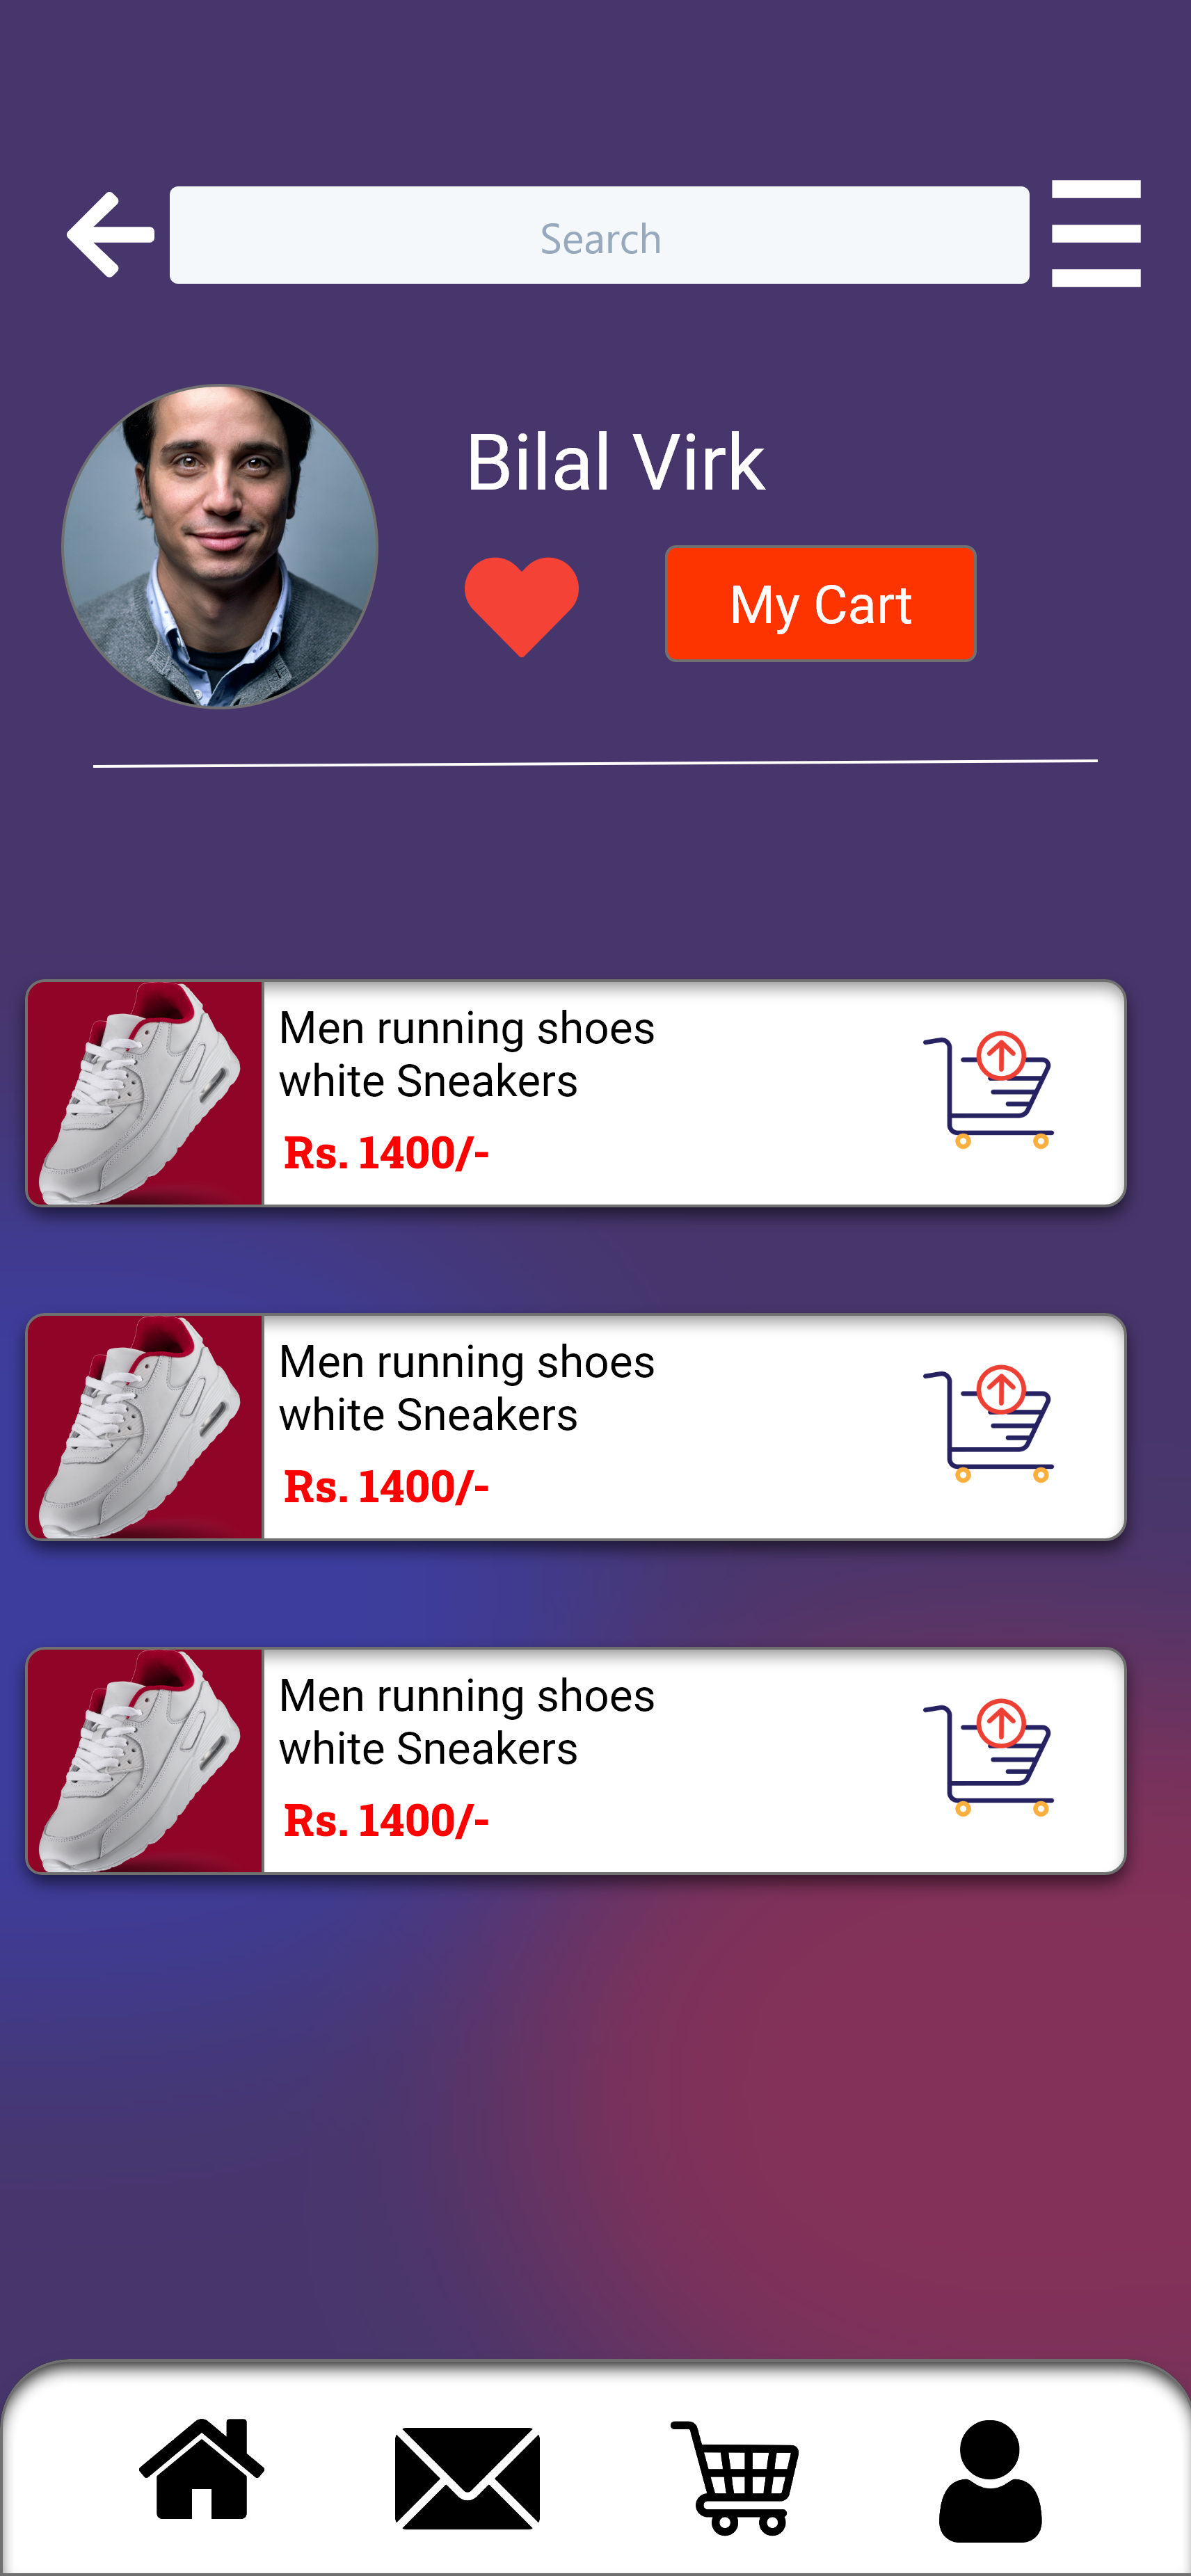 Search
Bilal Virk
My Cart
Men running shoes
white Sneakers
Rs. 1400/-
Men running shoes
white Sneakers
Rs. 1400/-
Men running shoes
white Sneakers
Rs. 1400/-